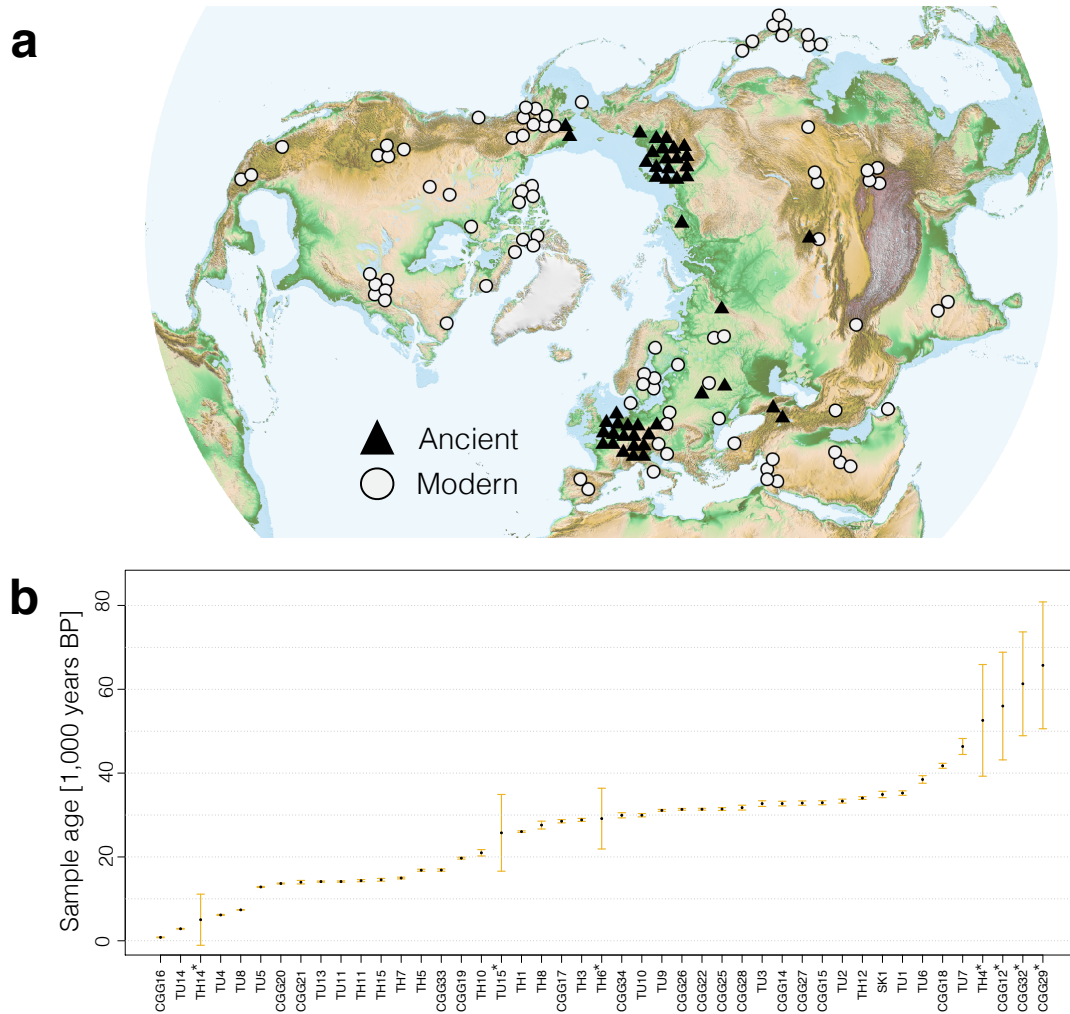 a
Ancient
Modern
b
Sample age [1,000 years BP]
80
60
40
20
0
CGG16 TU14 TH14* TU4 TU8 TU5 CGG20 CGG21 TU13 TU11 TH11 TH15 TH7 TH5 CGG33 CGG19 TH10 TU15* TH1 TH8 CGG17 TH3 TH6* CGG34 TU10 TU9 CGG26 CGG22 CGG25 CGG28 TU3 CGG14 CGG27 CGG15 TU2 TH12 SK1 TU1 TU6 CGG18 TU7 TH4* CGG12* CGG32* CGG29*